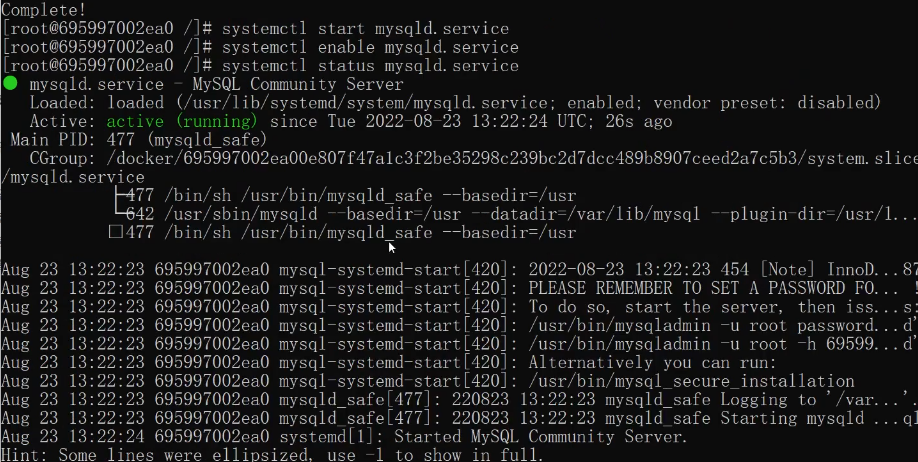 Complete!
[root@695997002ea0 /]# systemctl start mysqld.service
[root@695997002ea0 /]# systemctl enable mysqld.service
[root@695997002ea0 /]# systemctl status mysqld.service
● mysqld.service - MySQL Community Server
Loaded: loaded (/usr/lib/systemd/system/mysqld.service; enabled; vendor preset: disabled)
Active: active (running) since Tue 2022-08-23 13:22:24 UTC; 26s ago
Main PID: 477 (mysqld_safe)
CGroup: /docker/695997002ea00e807f47a1c3f2be35298c239bc2d7dcc489b8907ceed2a7c5b3/system.slice
/mysqld.service
├─477 /bin/sh /usr/bin/mysqld_safe --basedir=/usr
└─642 /usr/sbin/mysqld --basedir=/usr --datadir=/var/lib/mysql --plugin-dir=/usr/l...
□477 /bin/sh /usr/bin/mysqld_safe --basedir=/usr
Aug 23 13:22:23 695997002ea0 mysql-systemd-start[420]: 2022-08-23 13:22:23 454 [Note] InnoD...87
Aug 23 13:22:23 695997002ea0 mysql-systemd-start[420]: PLEASE REMEMBER TO SET A PASSWORD FO... !
Aug 23 13:22:23 695997002ea0 mysql-systemd-start[420]: To do so, start the server, then iss...s:
Aug 23 13:22:23 695997002ea0 mysql-systemd-start[420]: /usr/bin/mysqladmin -u root password...d'
Aug 23 13:22:23 695997002ea0 mysql-systemd-start[420]: /usr/bin/mysqladmin -u root -h 69599...d'
Aug 23 13:22:23 695997002ea0 mysql-systemd-start[420]: Alternatively you can run:
Aug 23 13:22:23 695997002ea0 mysql-systemd-start[420]: /usr/bin/mysql_secure_installation
Aug 23 13:22:23 695997002ea0 mysqld_safe[477]: 220823 13:22:23 mysqld_safe Logging to '/var...'.
Aug 23 13:22:23 695997002ea0 mysqld_safe[477]: 220823 13:22:23 mysqld_safe Starting mysqld ...ql
Aug 23 13:22:24 695997002ea0 systemd[1]: Started MySQL Community Server.
Hint: Some lines were ellipsized, use -l to show in full.